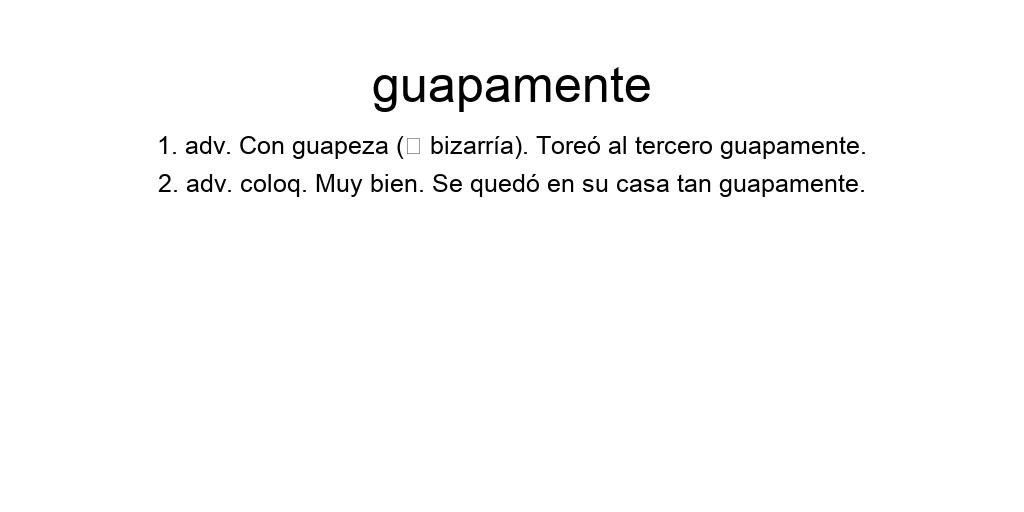 guapamente
1. adv. Con guapeza (□ bizarría). Toreó al tercero guapamente.
2. adv. coloq. Muy bien. Se quedó en su casa tan guapamente.